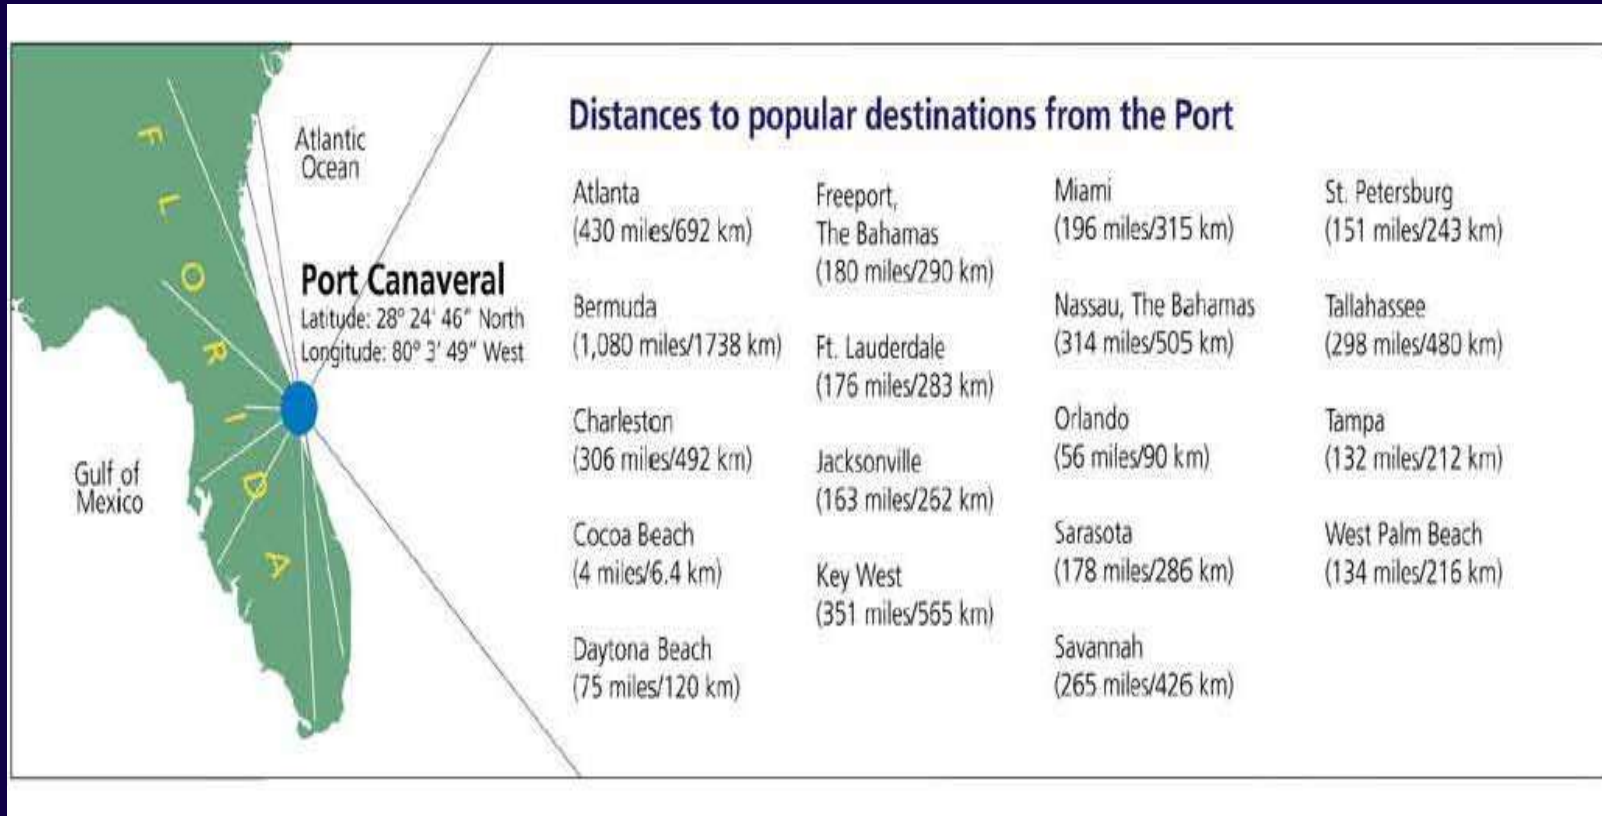 FLORIDA
Atlantic
Ocean
Port Canaveral
Latitude: 28° 24' 46" North
Longitude: 80° 3' 49" West
Gulf of
Mexico
Distances to popular destinations from the Port
Atlanta
(430 miles/692 km)
Bermuda
(1,080 miles/1738 km)
Charleston
(306 miles/492 km)
Cocoa Beach
(4 miles/6.4 km)
Daytona Beach
(75 miles/120 km)
Freeport,
The Bahamas
(180 miles/290 km)
Ft. Lauderdale
(176 miles/283 km)
Jacksonville
(163 miles/262 km)
Key West
(351 miles/565 km)
Miami
(196 miles/315 km)
Nassau, The Bahamas
(314 miles/505 km)
Orlando
(56 miles/90 km)
Sarasota
(178 miles/286 km)
Savannah
(265 miles/426 km)
St. Petersburg
(151 miles/243 km)
Tallahassee
(298 miles/480 km)
Tampa
(132 miles/212 km)
West Palm Beach
(134 miles/216 km)